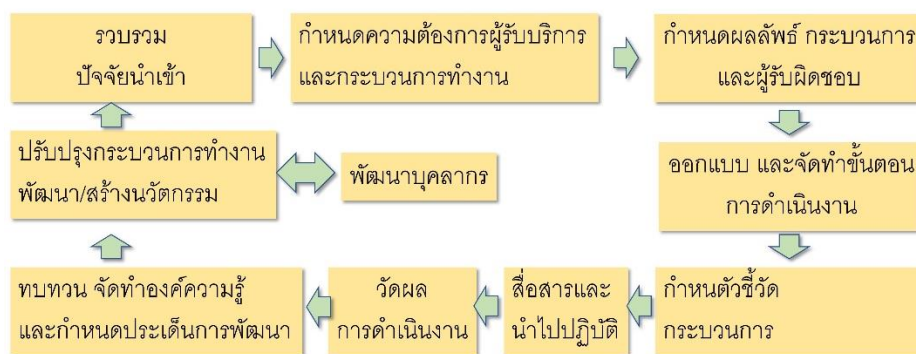 รวบรวม
ปัจจัยนำเข้า
กำหนดความต้องการผู้รับบริการ
และกระบวนการทำงาน
กำหนดผลลัพธ์ กระบวนการ
และผู้รับผิดชอบ
ออกแบบ และจัดทำขั้นตอน
การดำเนินงาน
กำหนตัวชี้วัด
กระบวนการ
สื่อสารและ
นำไปปฏิบัติ
วัดผล
การดำเนินงาน
ทบทวน จัดทำองค์ความรู้
และกำหนดประเด็นการพัฒนา
ปรับปรุงกระบวนการทำงาน
พัฒนา/สร้างนวัตกรรม
พัฒนาบุคลากร